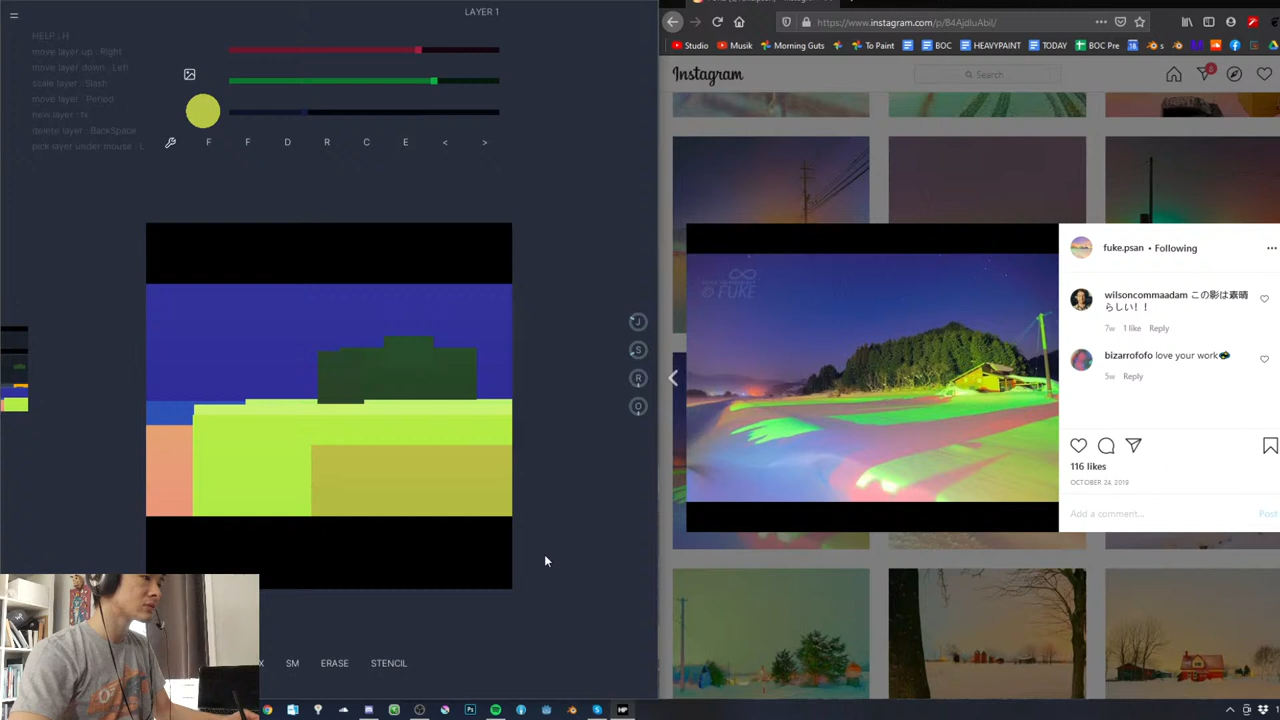 LAYER 1
HELP : H
move layer up : Right
move layer down : Left
scale layer : Slash
move layer : Period
new layer : N
delete layer : BackSpace
pick layer under mouse : L
F F D R C E < >
J
S
R
O
X SM ERASE STENCIL
https://www.instagram.com/p/B4AjdluAbil/
Studio Musik Morning Guts To Paint BOC HEAVYPAINT TODAY BOC Pre
Instagram
Search
8
FUKE
fuke.psan • Following
wilsoncommaadam この影は素晴
らしい！！
7w 1 like Reply
bizarrofofo love your work
5w Reply
116 likes
OCTOBER 24, 2019
Add a comment... Post